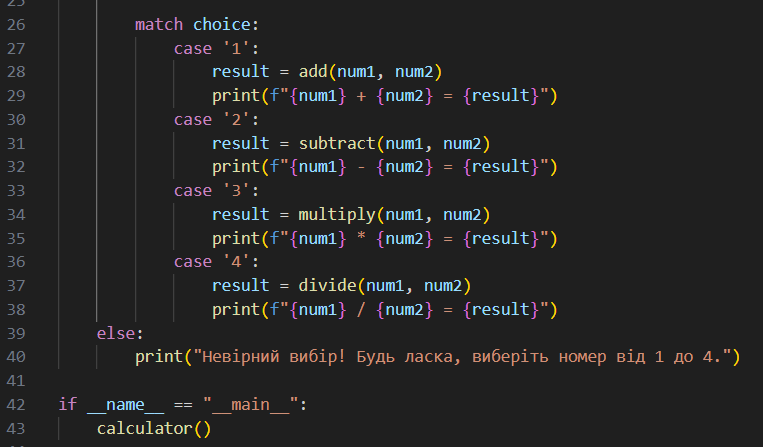 25
26 match choice:
27 case '1':
28 result = add(num1, num2)
29 print(f"{num1} + {num2} = {result}")
30 case '2':
31 result = subtract(num1, num2)
32 print(f"{num1} - {num2} = {result}")
33 case '3':
34 result = multiply(num1, num2)
35 print(f"{num1} * {num2} = {result}")
36 case '4':
37 result = divide(num1, num2)
38 print(f"{num1} / {num2} = {result}")
39 else:
40 print("Невірний вибір! Будь ласка, виберіть номер від 1 до 4.")
41
42 if __name__ == "__main__":
43 calculator()